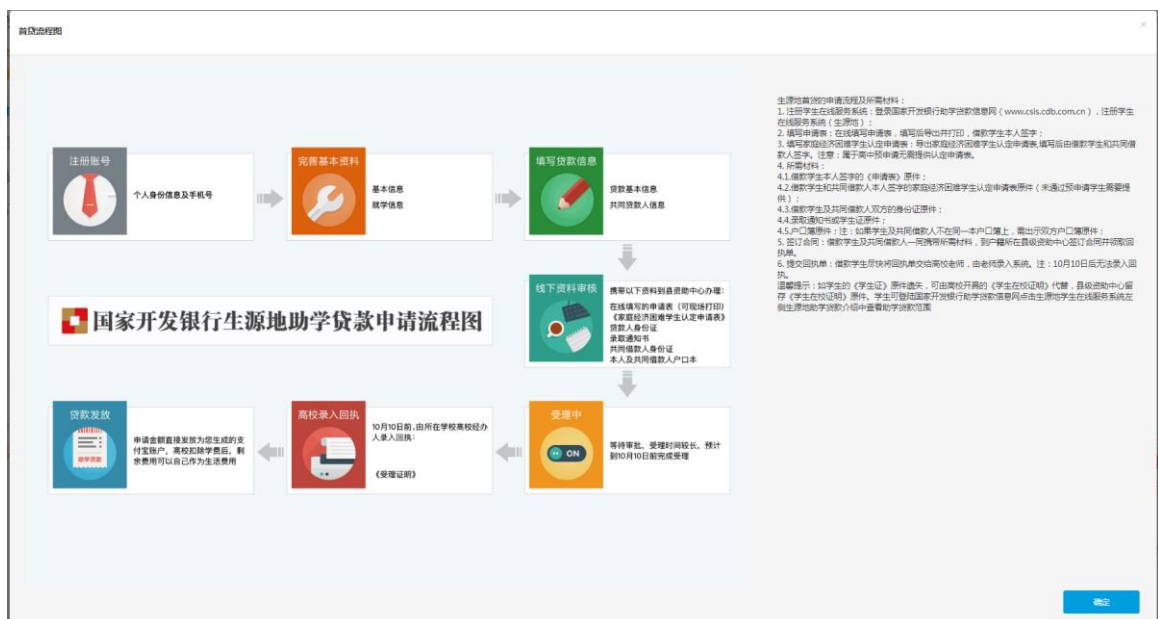 首贷流程图
×
注册账号
个人身份信息及手机号
完善基本资料
基本信息
就学信息
填写贷款信息
贷款基本信息
共同贷款人信息
线下资料审核
携带以下资料到县资助中心办理：
在线填写的申请表（可现场打印）
《家庭经济困难学生认定申请表》
贷款人身份证
录取通知书
共同借款人身份证
本人及共同借款人户口本
国家开发银行生源地助学贷款申请流程图
贷款发放
助学贷款
申请金额直接发放为您生成的支
付宝账户，高校扣除学费后，剩
余费用可以自己作为生活费用
高校录入回执
10月10日前，由所在学校高校经办
人录入回执：
《受理证明》
受理中
ON
等待审批，受理时间较长，预计
到10月10日前完成受理
生源地首贷的申请流程及所需材料：
1. 注册学生在线服务系统：登录国家开发银行助学贷款信息网（www.csls.cdb.com.cn），注册学生
在线服务系统（生源地）；
2. 填写申请表：在线填写申请表，填写后导出并打印，借款学生本人签字；
3. 填写家庭经济困难学生认定申请表：导出家庭经济困难学生认定申请表,填写后由借款学生和共同借
款人签字。注意：属于高中预申请无需提供认定申请表。
4. 所需材料：
4.1.借款学生本人签字的《申请表》原件；
4.2.借款学生和共同借款人本人签字的家庭经济困难学生认定申请表原件（未通过预申请学生需要提
供）；
4.3.借款学生及共同借款人双方的身份证原件；
4.4.录取通知书或学生证原件；
4.5.户口簿原件；注：如果学生及共同借款人不在同一本户口簿上，需出示双方户口簿原件；
5. 签订合同：借款学生及共同借款人一同携带所需材料，到户籍所在县级资助中心签订合同并领取回
执单。
6. 提交回执单：借款学生尽快将回执单交给高校老师，由老师录入系统。注：10月10日后无法录入回
执。
温馨提示：如学生的《学生证》原件遗失，可由高校开具的《学生在校证明》代替，县级资助中心留
存《学生在校证明》原件。学生可登陆国家开发银行助学贷款信息网点击生源地学生在线服务系统左
侧生源地助学贷款介绍中查看助学贷款范围
确定